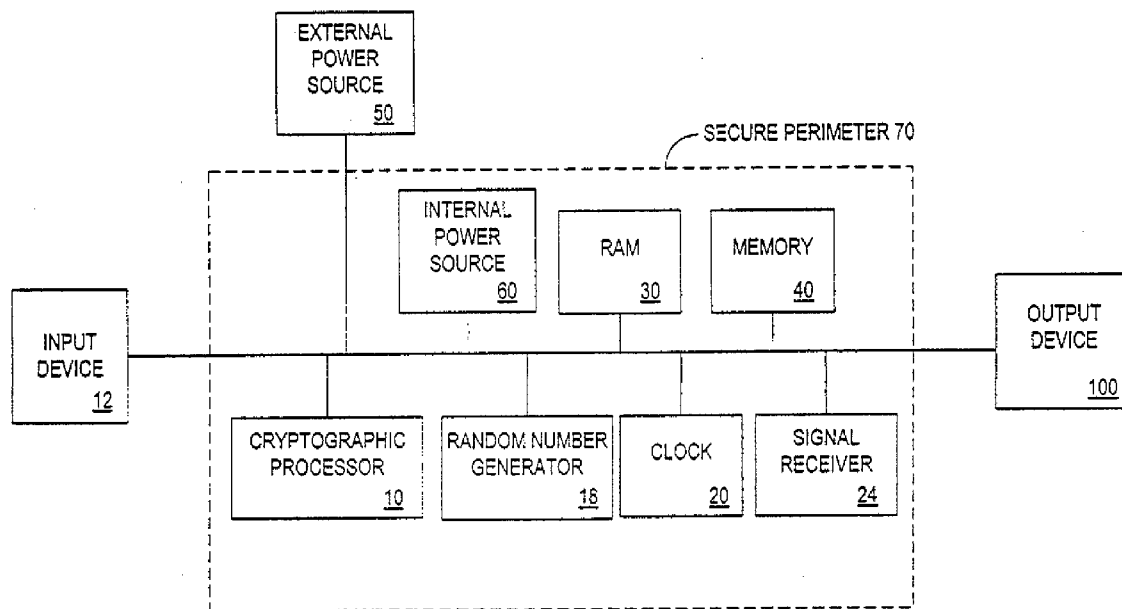 EXTERNAL
POWER
SOURCE
50
SECURE PERIMETER 70
INTERNAL
POWER
SOURCE
60
RAM
30
MEMORY
40
INPUT
DEVICE
12
OUTPUT
DEVICE
100
CRYPTOGRAPHIC
PROCESSOR
10
RANDOM NUMBER
GENERATOR
18
CLOCK
20
SIGNAL
RECEIVER
24